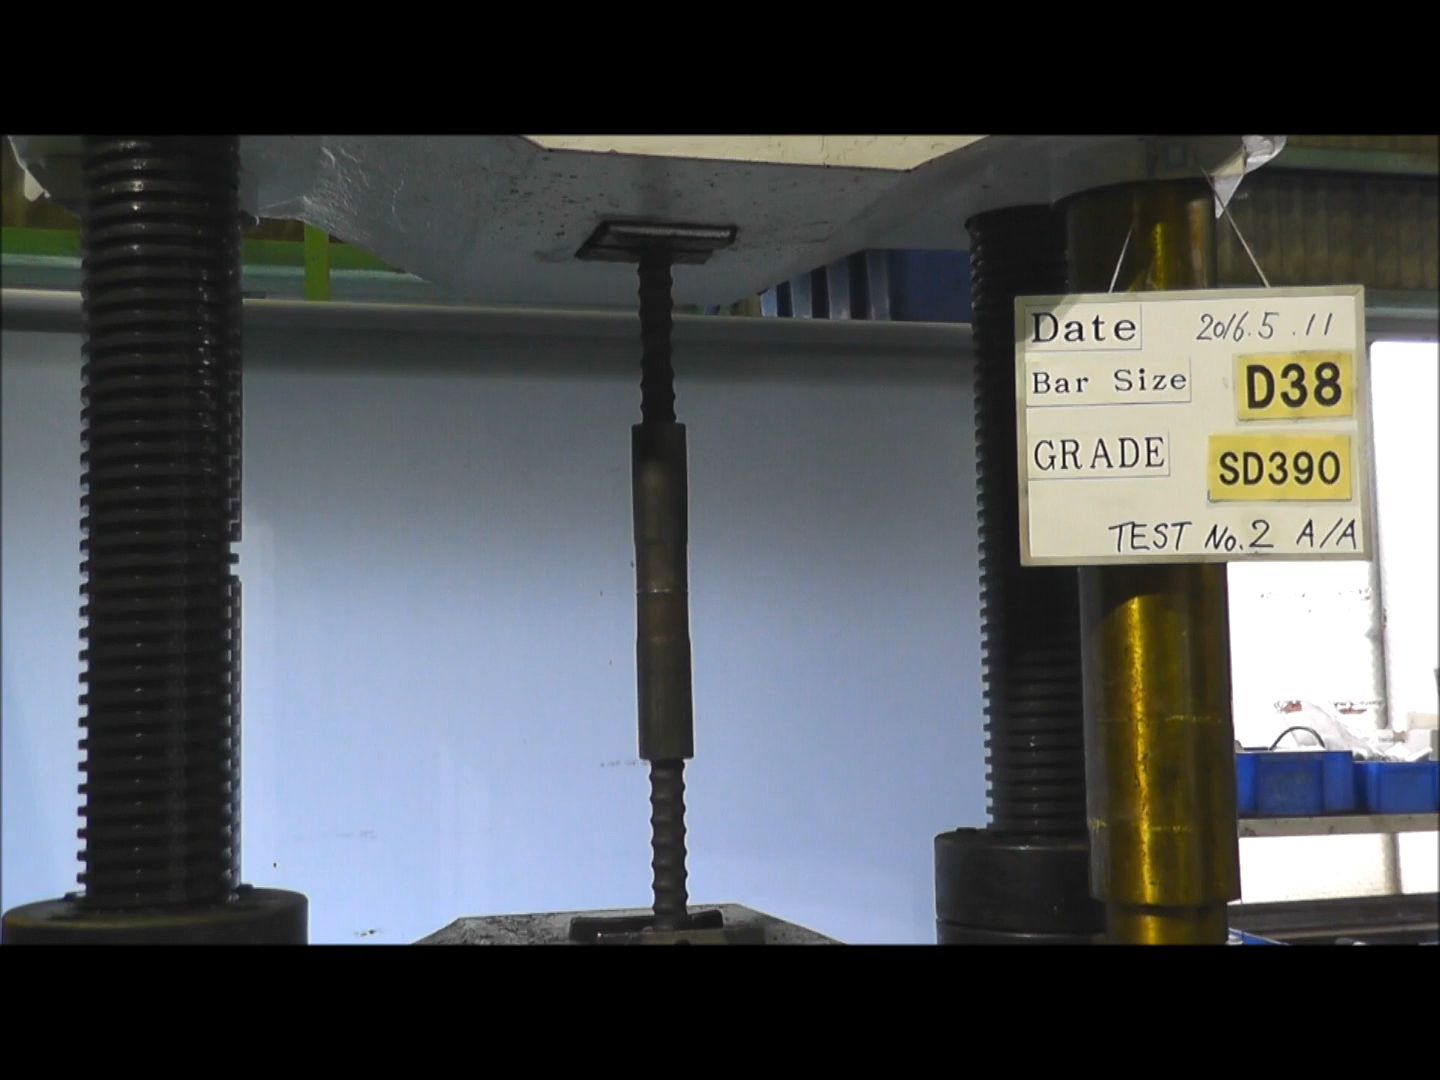 Date 2016.5.11
Bar Size D38
GRADE SD390
TEST No.2 A/A